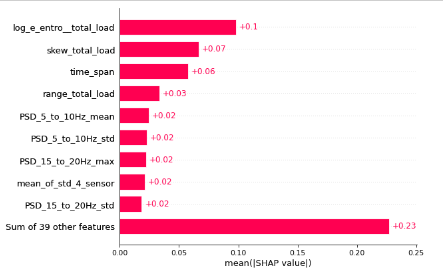 log_e_entro__total_load +0.1
skew_total_load +0.07
time_span +0.06
range_total_load +0.03
PSD_5_to_10Hz_mean +0.02
PSD_5_to_10Hz_std +0.02
PSD_15_to_20Hz_max +0.02
mean_of_std_4_sensor +0.02
PSD_15_to_20Hz_std +0.02
Sum of 39 other features +0.23
0.00 0.05 0.10 0.15 0.20 0.25
mean(|SHAP value|)